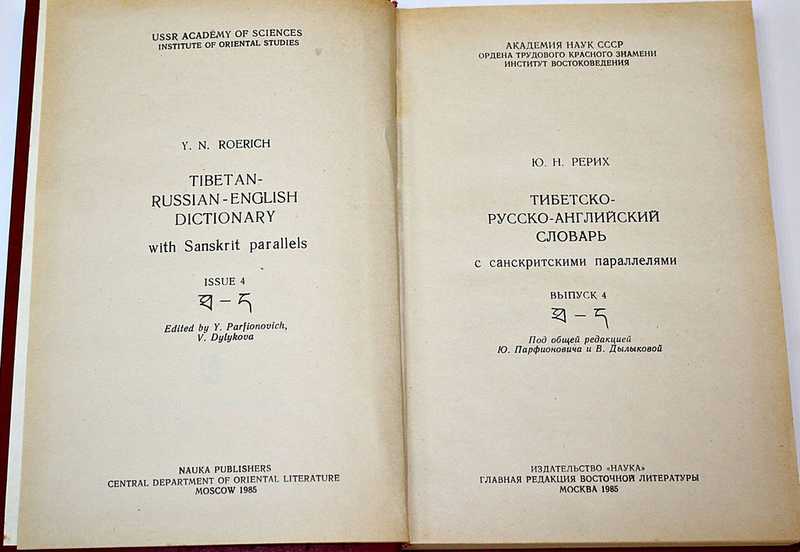 USSR ACADEMY OF SCIENCES
INSTITUTE OF ORIENTAL STUDIES
Y. N. ROERICH
TIBETAN-
RUSSIAN-ENGLISH
DICTIONARY
with Sanskrit parallels
ISSUE 4
ཐ – ད
Edited by Y. Parfionovich,
V. Dylykova
NAUKA PUBLISHERS
CENTRAL DEPARTMENT OF ORIENTAL LITERATURE
MOSCOW 1985
АКАДЕМИЯ НАУК СССР
ОРДЕНА ТРУДОВОГО КРАСНОГО ЗНАМЕНИ
ИНСТИТУТ ВОСТОКОВЕДЕНИЯ
Ю. Н. РЕРИХ
ТИБЕТСКО-
РУССКО-АНГЛИЙСКИЙ
СЛОВАРЬ
с санскритскими параллелями
ВЫПУСК 4
ཐ – ད
Под общей редакцией
Ю. Парфионовича и В. Дылыковой
ИЗДАТЕЛЬСТВО «НАУКА»
ГЛАВНАЯ РЕДАКЦИЯ ВОСТОЧНОЙ ЛИТЕРАТУРЫ
МОСКВА 1985